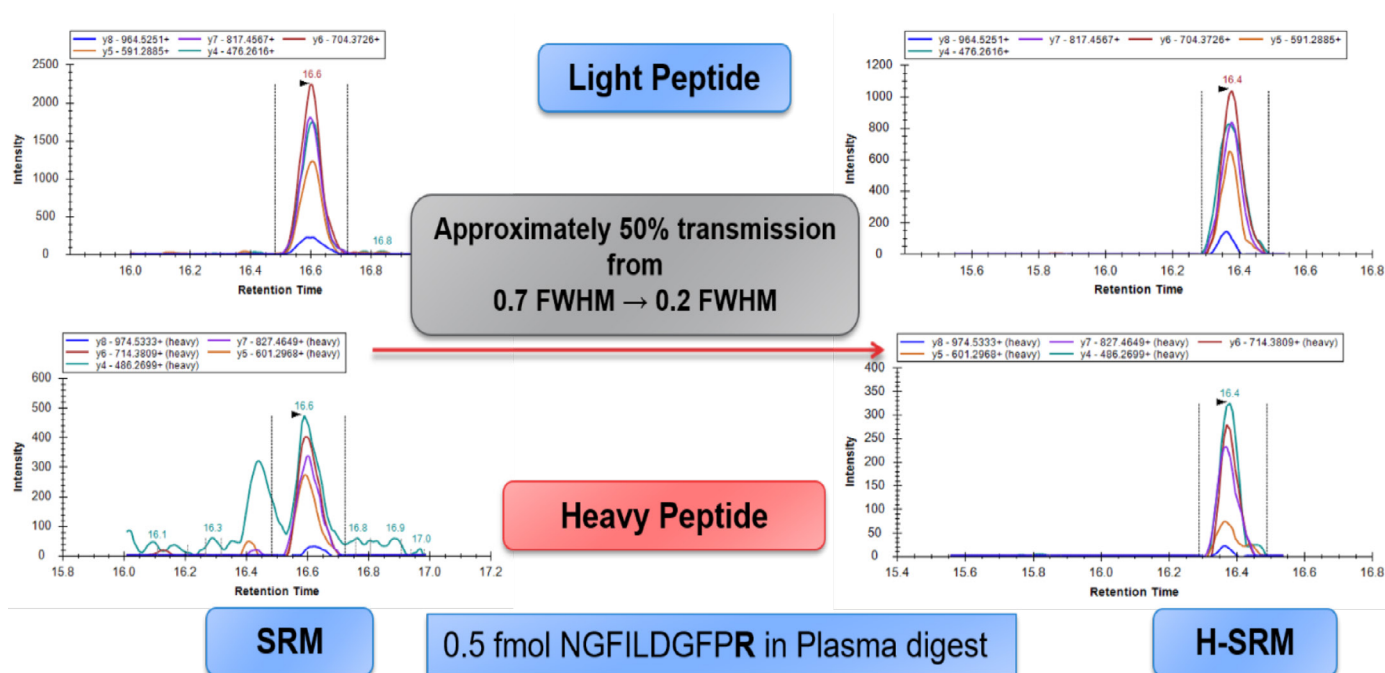 y8 - 964.5251+ y7 - 817.4567+ y6 - 704.3726+
y5 - 591.2885+ y4 - 476.2616+
2500
2000
1500
1000
500
0
Intensity
16.6
16.8
16.0 16.2 16.4 16.6 16.8
Retention Time
Light Peptide
y8 - 964.5251+ y7 - 817.4567+ y6 - 704.3726+ y5 - 591.2885+
y4 - 476.2616+
1200
1000
800
600
400
200
0
Intensity
16.4
15.6 15.8 16.0 16.2 16.4 16.6 16.8
Retention Time
Approximately 50% transmission
from
0.7 FWHM → 0.2 FWHM
y8 - 974.5333+ (heavy) y7 - 827.4649+ (heavy)
y6 - 714.3809+ (heavy) y5 - 601.2968+ (heavy)
y4 - 486.2699+ (heavy)
600
500
400
300
200
100
0
Intensity
16.6
16.1 16.3 16.8 16.9 17.0
15.8 16.0 16.2 16.4 16.6 16.8 17.0 17.2
Retention Time
Heavy Peptide
y8 - 974.5333+ (heavy) y7 - 827.4649+ (heavy) y6 - 714.3809+ (heavy)
y5 - 601.2968+ (heavy) y4 - 486.2699+ (heavy)
400
350
300
250
200
150
100
50
0
Intensity
16.4
15.4 15.6 15.8 16.0 16.2 16.4 16.6 16.8
Retention Time
SRM
0.5 fmol NGFILDGFPR in Plasma digest
H-SRM